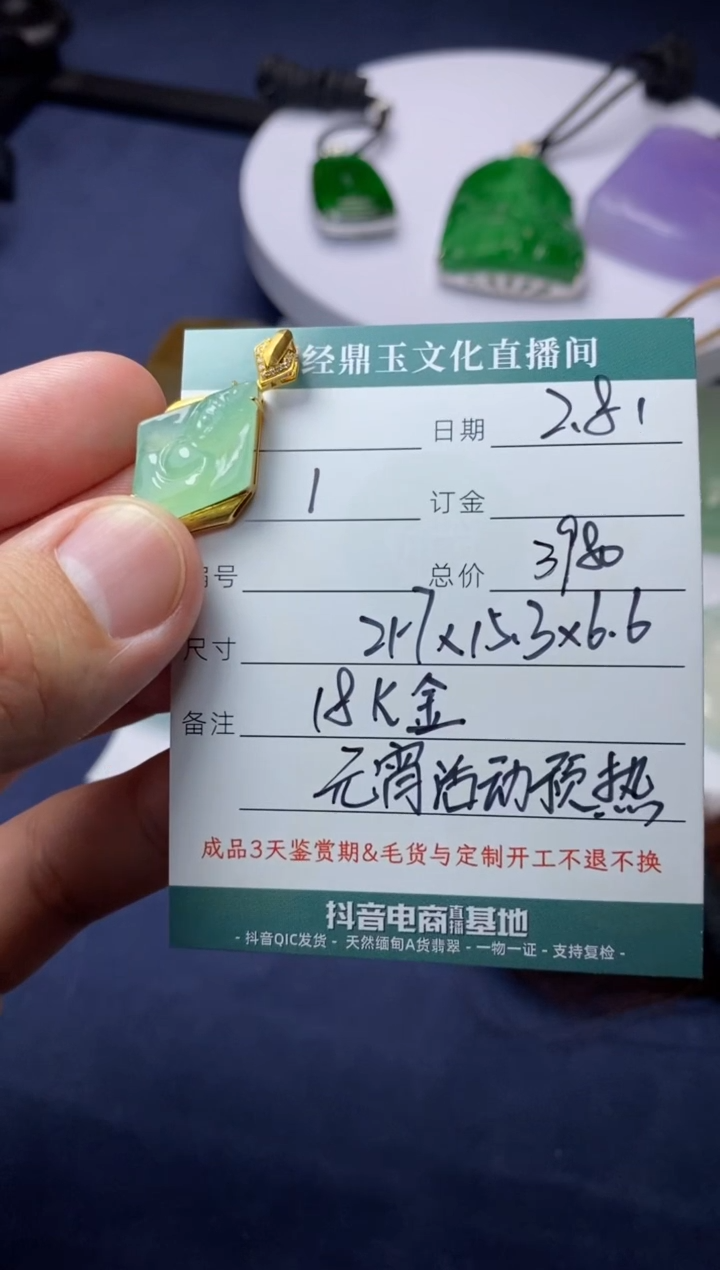 经鼎玉文化直播间
日期 2.81
1 订金
号 总价 3980
尺寸 21.7×15.3×6.6
备注 18K金
元宵活动预热
成品3天鉴赏期&毛货与定制开工不退不换
抖音电商直播基地
- 抖音QIC发货 - 天然缅甸A货翡翠 - 一物一证 - 支持复检 -